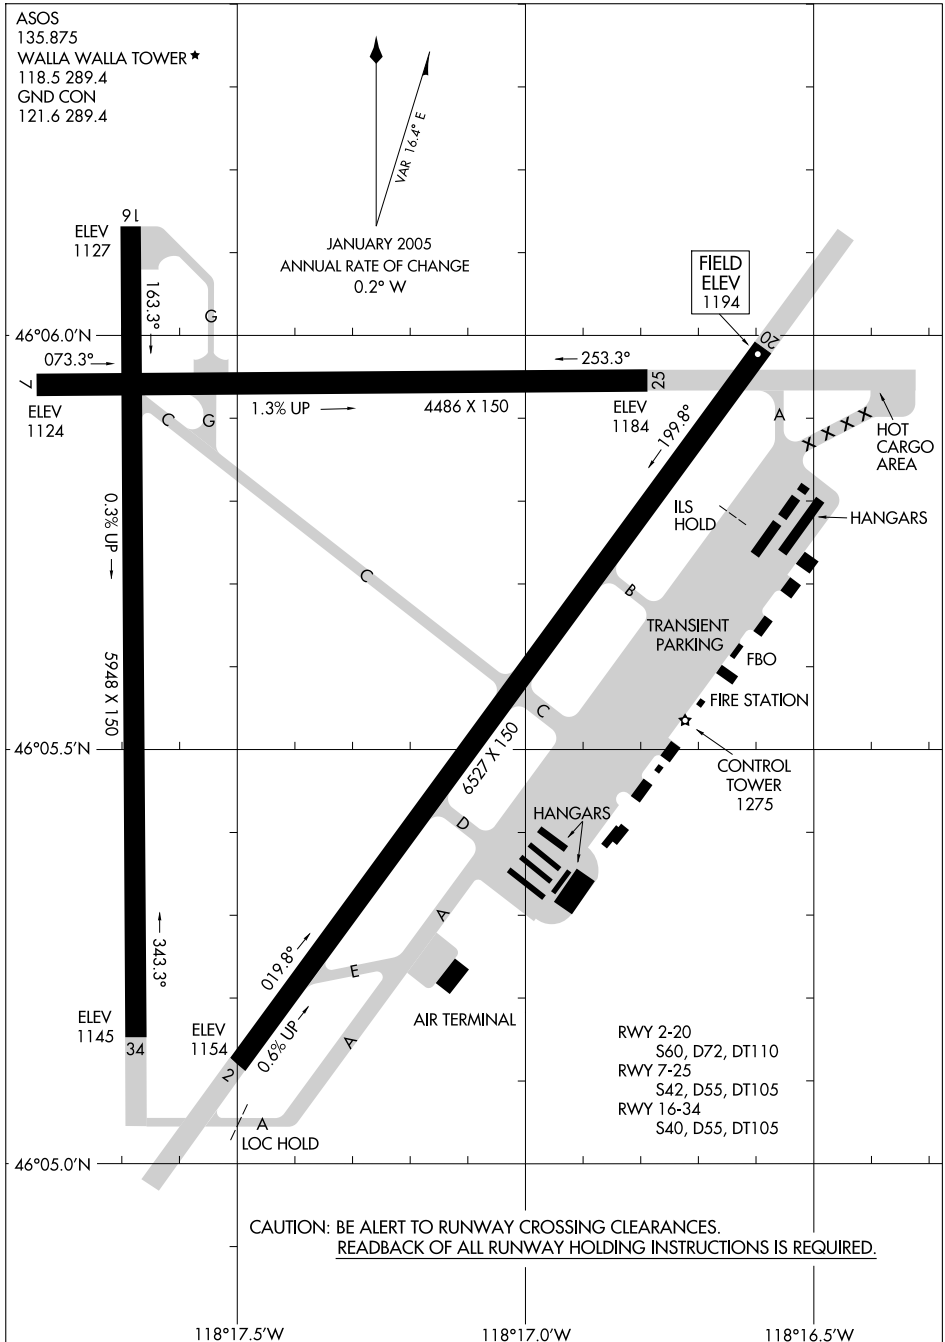 ASOS
135.875
WALLA WALLA TOWER ★
118.5 289.4
GND CON
121.6 289.4
VAR 16.4° E
JANUARY 2005
ANNUAL RATE OF CHANGE
0.2° W
16
ELEV
1127
163.3°
G
FIELD
ELEV
1194
20
46°06.0'N
073.3°
253.3°
7
25
ELEV
1124
1.3% UP
4486 X 150
ELEV
1184
C
G
199.8°
A
X X X X
HOT
CARGO
AREA
0.3% UP
ILS
HOLD
HANGARS
C
B
TRANSIENT
PARKING
FBO
5948 X 150
FIRE STATION
C
6527 X 150
46°05.5'N
CONTROL
TOWER
1275
D
HANGARS
A
343.3°
019.8°
E
AIR TERMINAL
ELEV
1145
34
ELEV
1154
0.6% UP
A
2
A
LOC HOLD
RWY 2-20
S60, D72, DT110
RWY 7-25
S42, D55, DT105
RWY 16-34
S40, D55, DT105
46°05.0'N
CAUTION: BE ALERT TO RUNWAY CROSSING CLEARANCES.
READBACK OF ALL RUNWAY HOLDING INSTRUCTIONS IS REQUIRED.
118°17.5'W
118°17.0'W
118°16.5'W